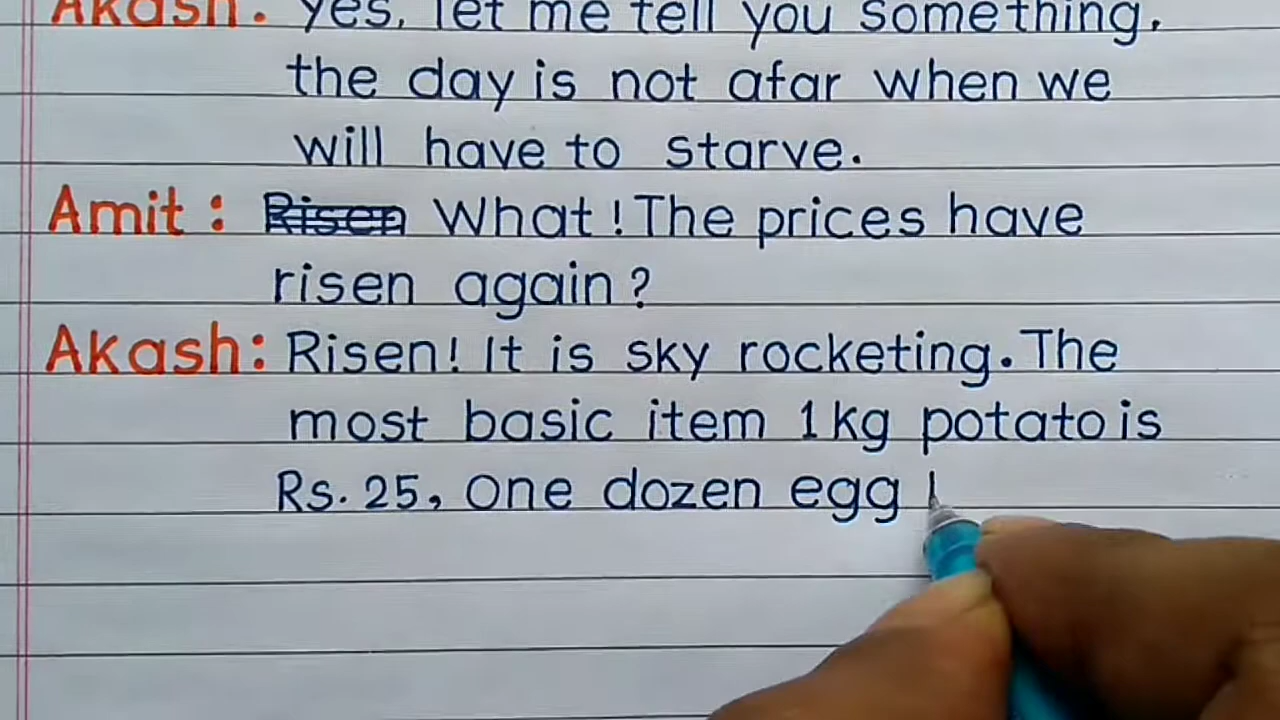 Akash: Yes, let me tell you something,
the day is not afar when we
will have to starve.
Amit: Risen What! The prices have
risen again?
Akash: Risen! It is sky rocketing. The
most basic item 1kg potato is
Rs. 25, one dozen egg